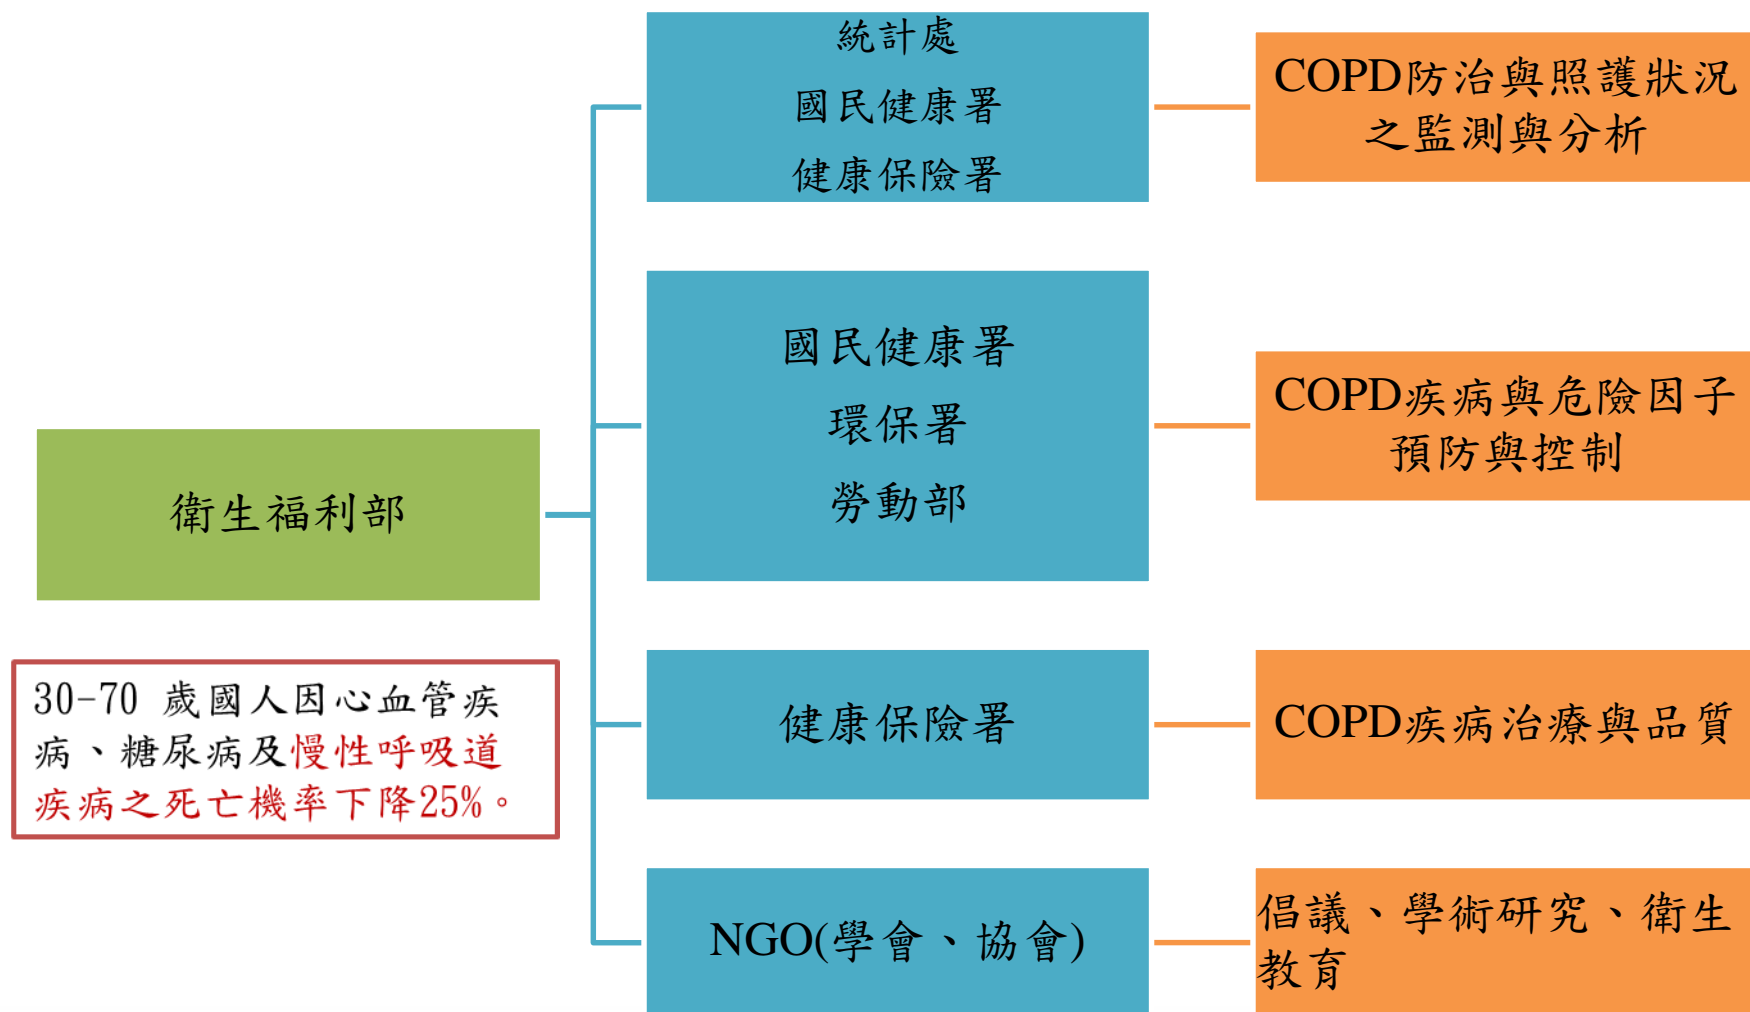 統計處
國民健康署
健康保險署
COPD防治與照護狀況
之監測與分析
國民健康署
環保署
勞動部
COPD疾病與危險因子
預防與控制
衛生福利部
30-70 歲國人因心血管疾
病、糖尿病及慢性呼吸道
疾病之死亡機率下降25%。
健康保險署
COPD疾病治療與品質
NGO(學會、協會)
倡議、學術研究、衛生
教育